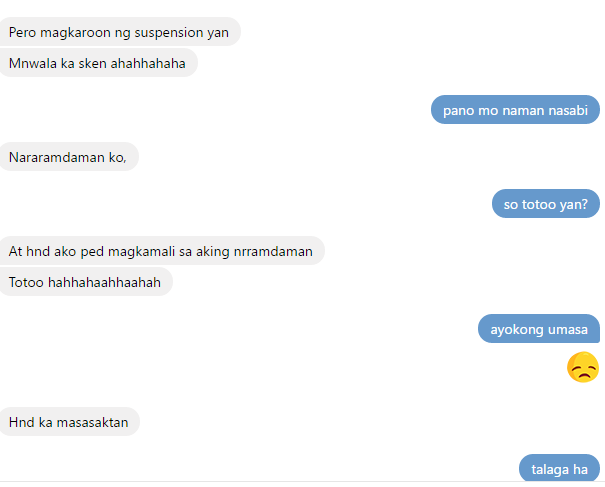 Pero magkaroon ng suspension yan
Mnwala ka sken ahahhahaha
pano mo naman nasabi
Nararamdaman ko,
so totoo yan?
At hnd ako ped magkamali sa aking nrramdaman
Totoo hahhahaahhaahah
ayokong umasa
Hnd ka masasaktan
talaga ha